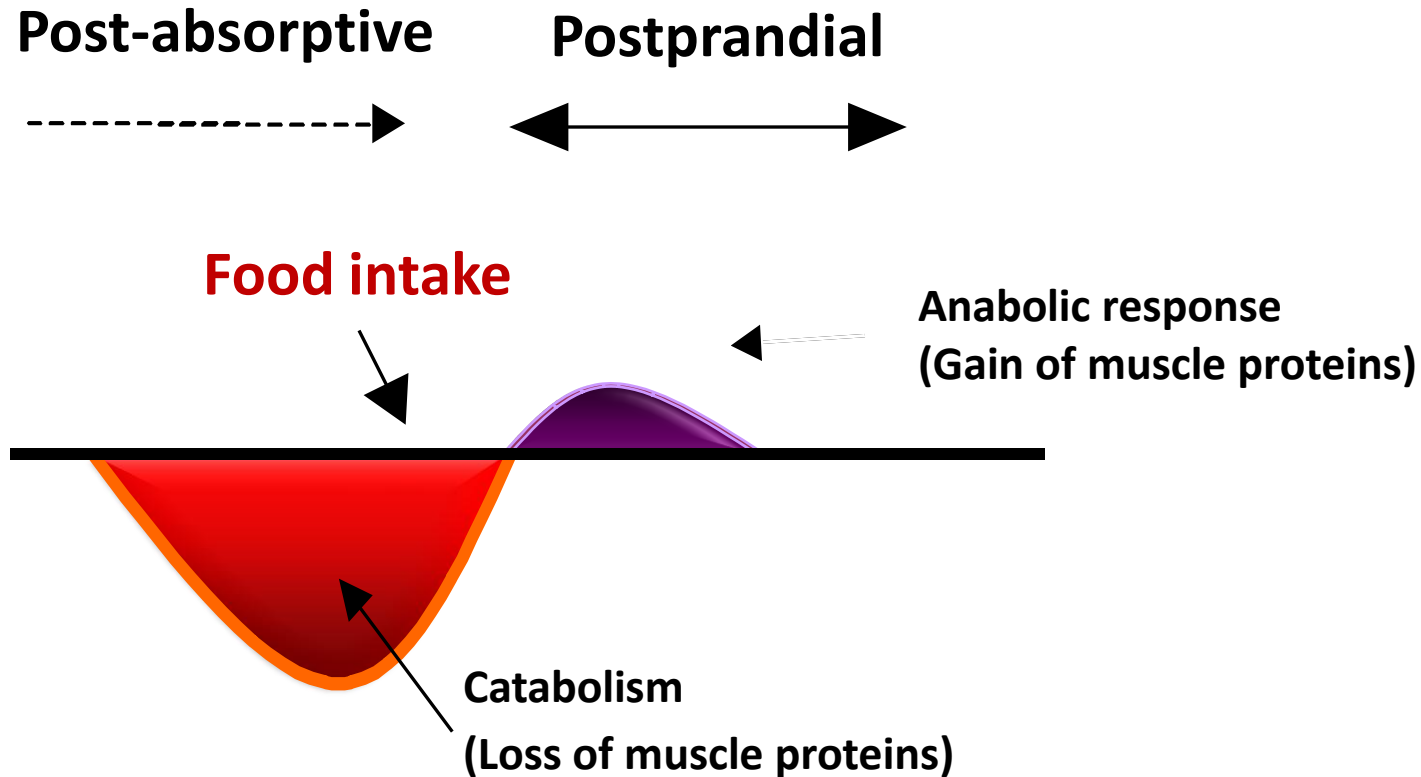 Post-absorptive
Postprandial
Food intake
Anabolic response
(Gain of muscle proteins)
Catabolism
(Loss of muscle proteins)